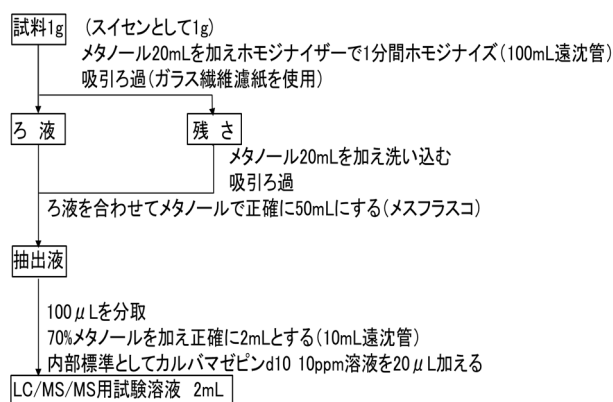 試料1g (スイセンとして1g)
メタノール20mLを加えホモジナイザーで1分間ホモジナイズ(100mL遠沈管)
吸引ろ過(ガラス繊維濾紙を使用)
ろ 液 残 さ
メタノール20mLを加え洗い込む
吸引ろ過
ろ液を合わせてメタノールで正確に50mLにする(メスフラスコ)
抽出液
100μLを分取
70%メタノールを加え正確に2mLとする(10mL遠沈管)
内部標準としてカルバマゼピンd10 10ppm溶液を20μL加える
LC/MS/MS用試験溶液 2mL